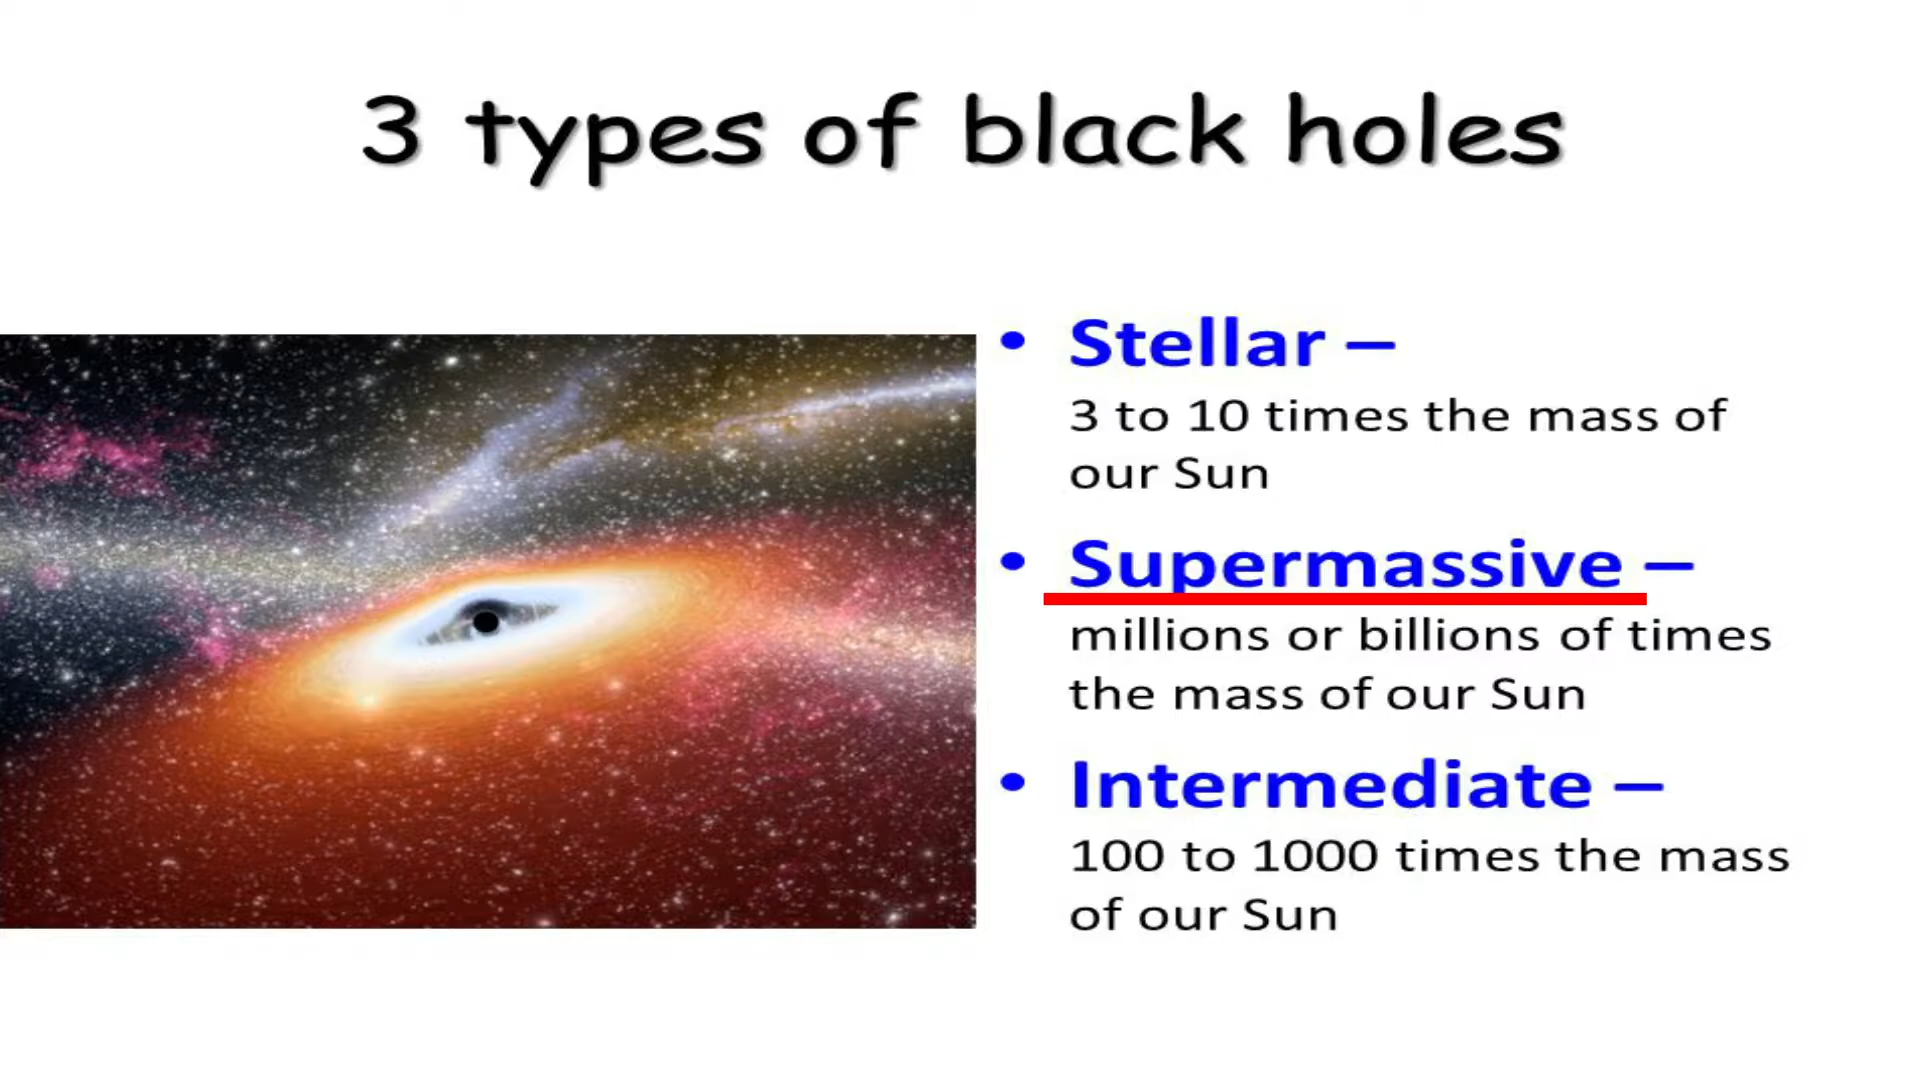 3 types of black holes
• Stellar –
3 to 10 times the mass of
our Sun
• Supermassive –
millions or billions of times
the mass of our Sun
• Intermediate –
100 to 1000 times the mass
of our Sun